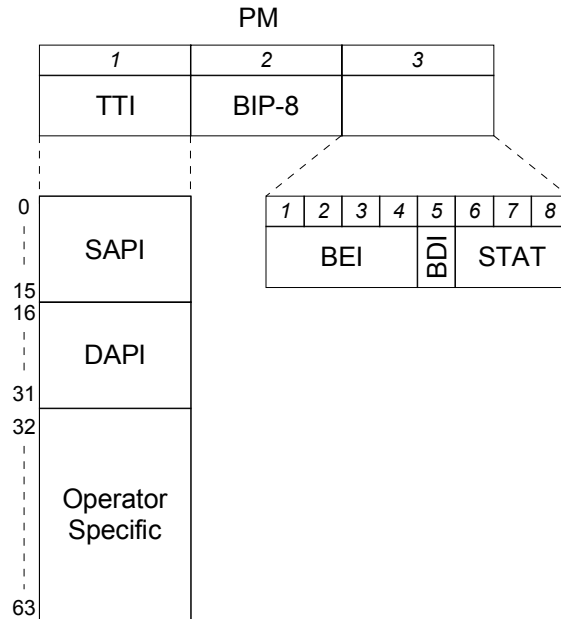 PM
1 2 3
TTI BIP-8
0
15
SAPI
16
31
DAPI
32
63
Operator
Specific
1 2 3 4 5 6 7 8
BEI BDI STAT